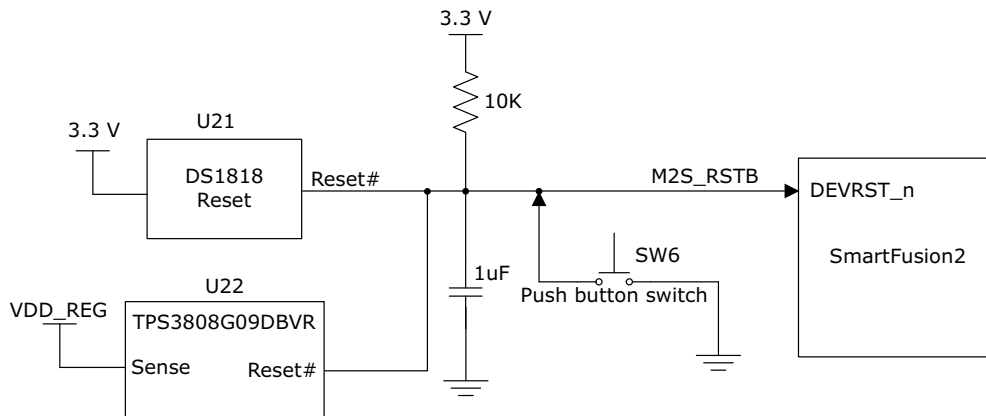 3.3 V
10K
U21
3.3 V
DS1818
Reset
Reset#
M2S_RSTB
DEVRST_n
SmartFusion2
SW6
Push button switch
1uF
U22
VDD_REG
TPS3808G09DBVR
Sense
Reset#